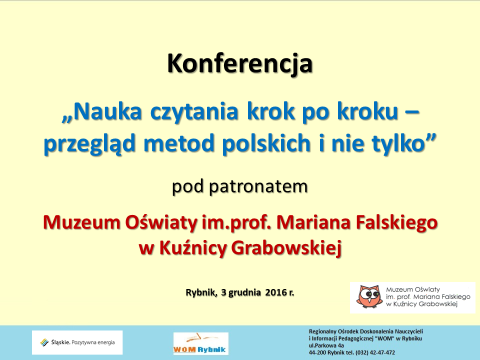 Konferencja
„Nauka czytania krok po kroku –
przegląd metod polskich i nie tylko”
pod patronatem
Muzeum Oświaty im.prof. Mariana Falskiego
w Kuźnicy Grabowskiej
Rybnik, 3 grudnia 2016 r.
Muzeum Oświaty
im. prof Mariana Falskiego
w Kuźnicy Grabowskiej
Śląskie. Pozytywna energia
WOM Rybnik
Regionalny Ośrodek Doskonalenia Nauczycieli
i Informacji Pedagogicznej "WOM" w Rybniku
ul.Parkowa 4a
44-200 Rybnik tel. (032) 42-47-472